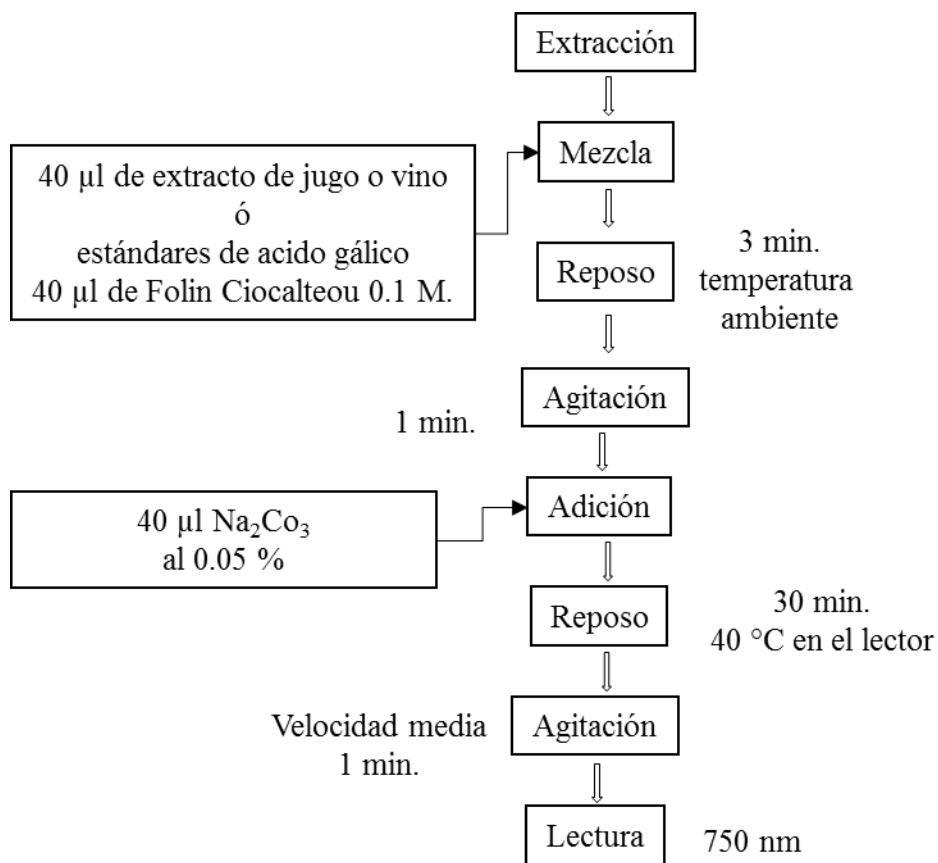 Extracción
Mezcla
40 µl de extracto de jugo o vino
ó
estándares de acido gálico
40 µl de Folin Ciocalteou 0.1 M.
Reposo
3 min.
temperatura
ambiente
Agitación
1 min.
Adición
40 µl Na₂Co₃
al 0.05 %
Reposo
30 min.
40 °C en el lector
Agitación
Velocidad media
1 min.
Lectura
750 nm